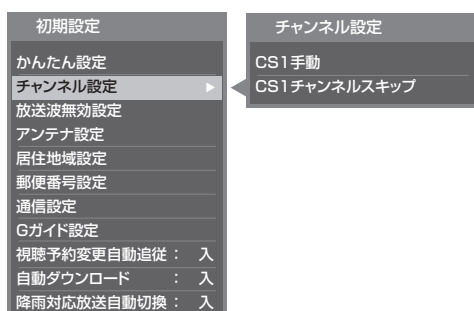 初期設定
かんたん設定
チャンネル設定
放送波無効設定
アンテナ設定
居住地域設定
郵便番号設定
通信設定
Gガイド設定
視聴予約変更自動追従： 入
自動ダウンロード ： 入
降雨対応放送自動切換： 入
チャンネル設定
CS1手動
CS1チャンネルスキップ